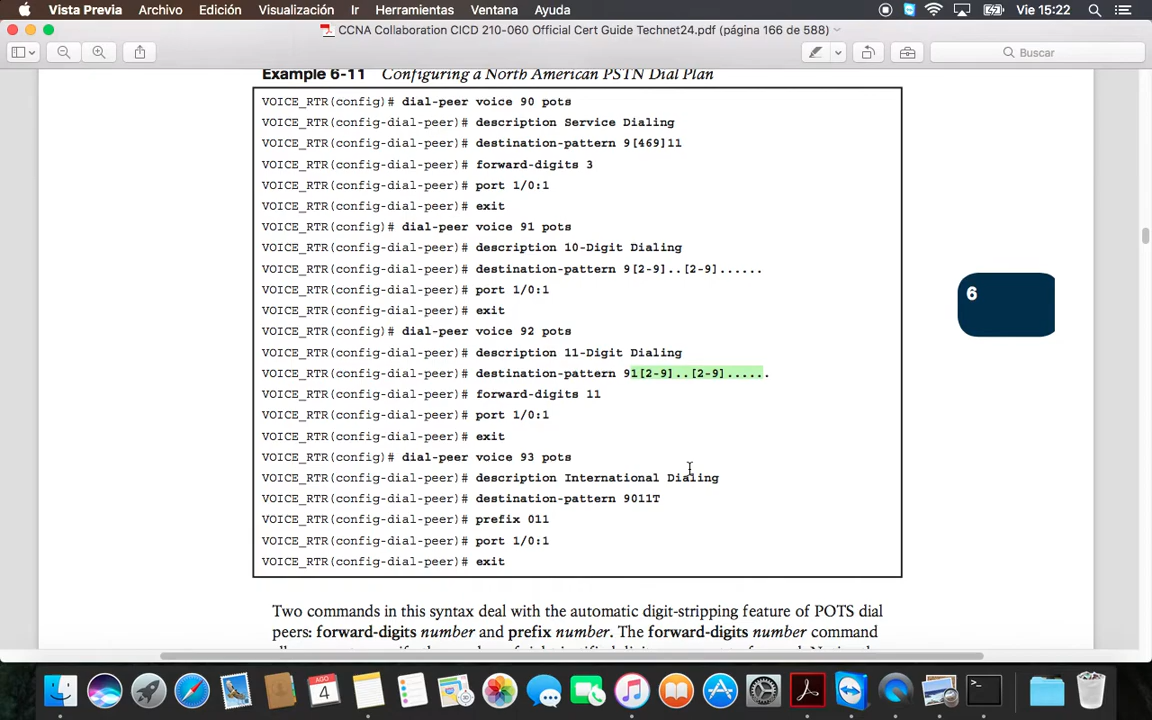 Vista Previa Archivo Edición Visualización Ir Herramientas Ventana Ayuda Vie 15:22
CCNA Collaboration CICD 210-060 Official Cert Guide Technet24.pdf (página 166 de 588)
Buscar
Example 6-11 Configuring a North American PSTN Dial Plan
VOICE_RTR(config)# dial-peer voice 90 pots
VOICE_RTR(config-dial-peer)# description Service Dialing
VOICE_RTR(config-dial-peer)# destination-pattern 9[469]11
VOICE_RTR(config-dial-peer)# forward-digits 3
VOICE_RTR(config-dial-peer)# port 1/0:1
VOICE_RTR(config-dial-peer)# exit
VOICE_RTR(config)# dial-peer voice 91 pots
VOICE_RTR(config-dial-peer)# description 10-Digit Dialing
VOICE_RTR(config-dial-peer)# destination-pattern 9[2-9]..[2-9]......
VOICE_RTR(config-dial-peer)# port 1/0:1
VOICE_RTR(config-dial-peer)# exit
VOICE_RTR(config)# dial-peer voice 92 pots
VOICE_RTR(config-dial-peer)# description 11-Digit Dialing
VOICE_RTR(config-dial-peer)# destination-pattern 91[2-9]..[2-9]......
VOICE_RTR(config-dial-peer)# forward-digits 11
VOICE_RTR(config-dial-peer)# port 1/0:1
VOICE_RTR(config-dial-peer)# exit
VOICE_RTR(config)# dial-peer voice 93 pots
VOICE_RTR(config-dial-peer)# description International Dialing
VOICE_RTR(config-dial-peer)# destination-pattern 9011T
VOICE_RTR(config-dial-peer)# prefix 011
VOICE_RTR(config-dial-peer)# port 1/0:1
VOICE_RTR(config-dial-peer)# exit
6
Two commands in this syntax deal with the automatic digit-stripping feature of POTS dial
peers: forward-digits number and prefix number. The forward-digits number command
AGO
4